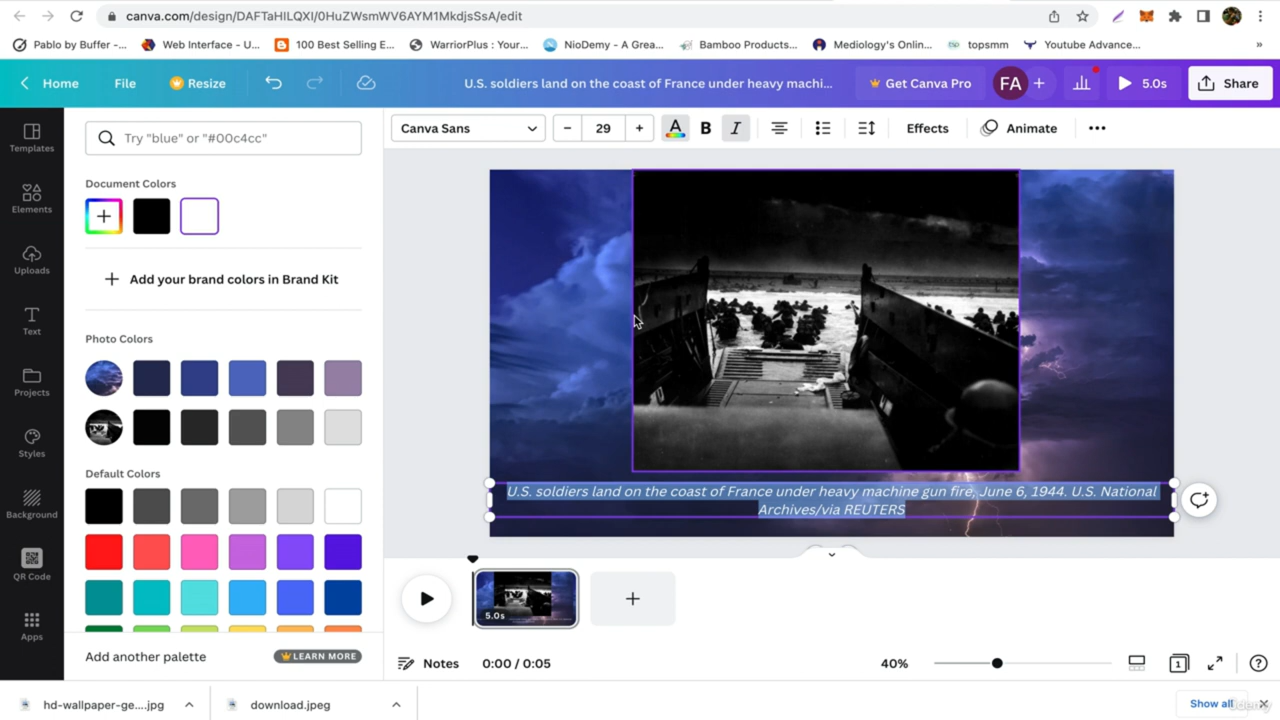 canva.com/design/DAFTaHILQXI/0HuZWsmWV6AYM1MkdjsSsA/edit
Pablo by Buffer -... Web Interface - U... 100 Best Selling E... WarriorPlus : Your... NioDemy - A Grea... Bamboo Products... Mediology's Onlin... topsmm Youtube Advance... »
Home File Resize U.S. soldiers land on the coast of France under heavy machi... Get Canva Pro FA + 5.0s Share
Templates
Elements
Uploads
Text
Projects
Styles
Background
QR Code
Apps
Try "blue" or "#00c4cc"
Document Colors
Add your brand colors in Brand Kit
Photo Colors
Default Colors
Add another palette LEARN MORE
Canva Sans – 29 + A B I Effects Animate
U.S. soldiers land on the coast of France under heavy machine gun fire, June 6, 1944. U.S. National
Archives/via REUTERS
5.0s
Notes 0:00 / 0:05 40% 1
hd-wallpaper-ge....jpg download.jpeg Show all
Udemy